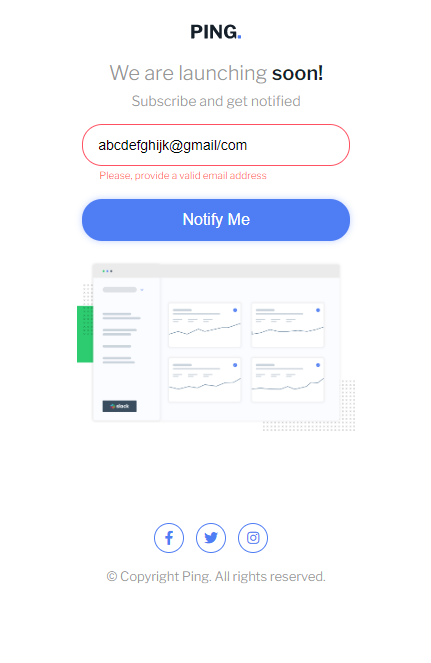 PING.
We are launching soon!
Subscribe and get notified
abcdefghijk@gmail/com
Please, provide a valid email address
Notify Me
slack
© Copyright Ping. All rights reserved.